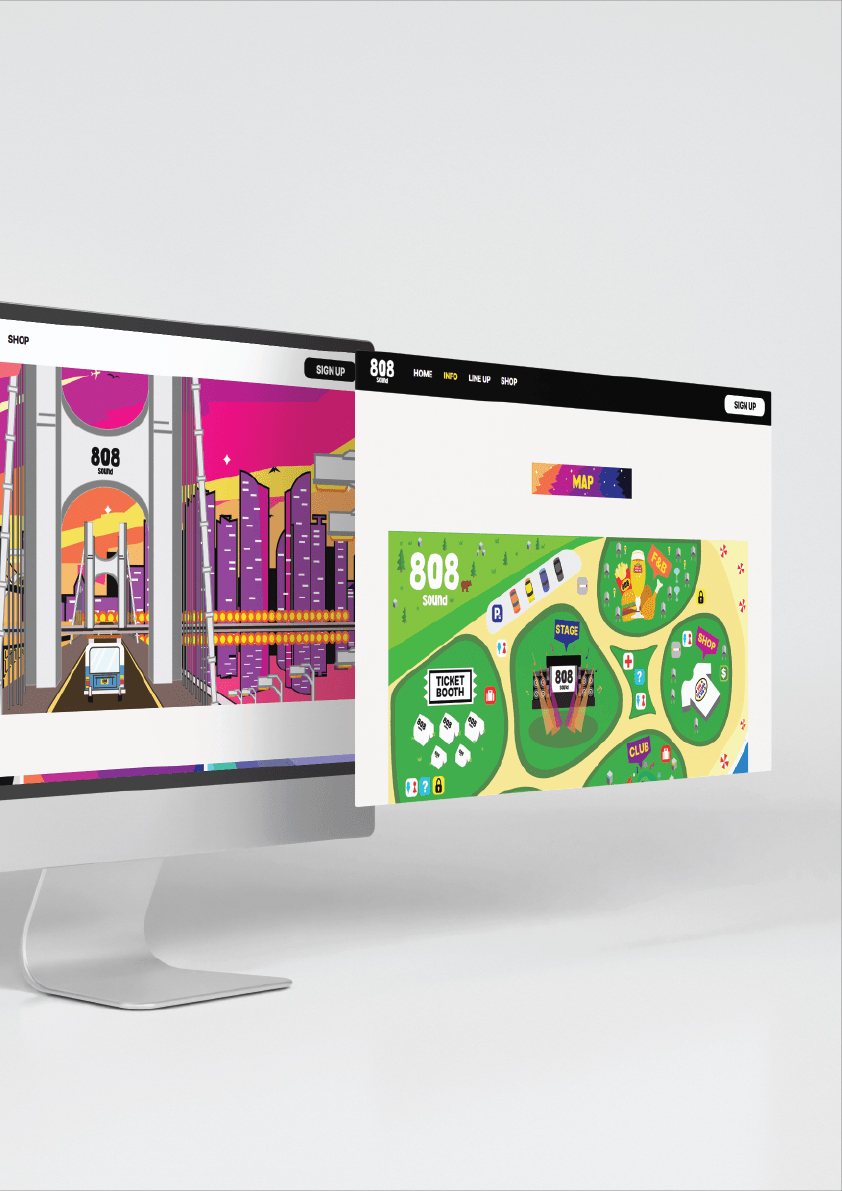 SHOP
SIGN UP
808
sound
808
sound
HOME
INFO
LINE UP
SHOP
SIGN UP
MAP
808
sound
P
F&B
STAGE
808
sound
SHOP
?
$
TICKET
BOOTH
808
808
808
CLUB
?